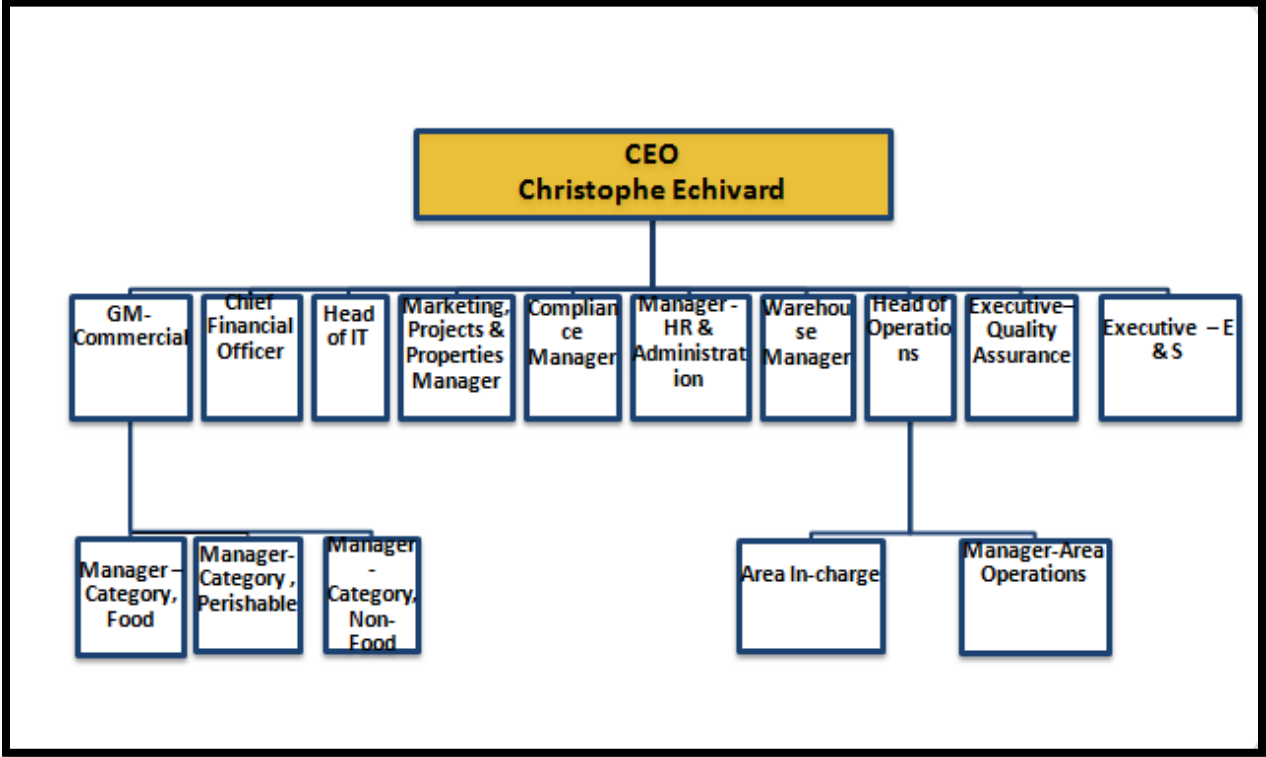 CEO
Christophe Echivard
GM-
Commercial
Chief
Financial
Officer
Head
of IT
Marketing,
Projects &
Properties
Manager
Complian
ce
Manager
Manager -
HR &
Administrat
ion
Warehou
se
Manager
Head of
Operatio
ns
Executive–
Quality
Assurance
Executive – E
& S
Manager –
Category,
Food
Manager-
Category ,
Perishable
Manager
-
Category,
Non-
Food
Area In-charge
Manager-Area
Operations